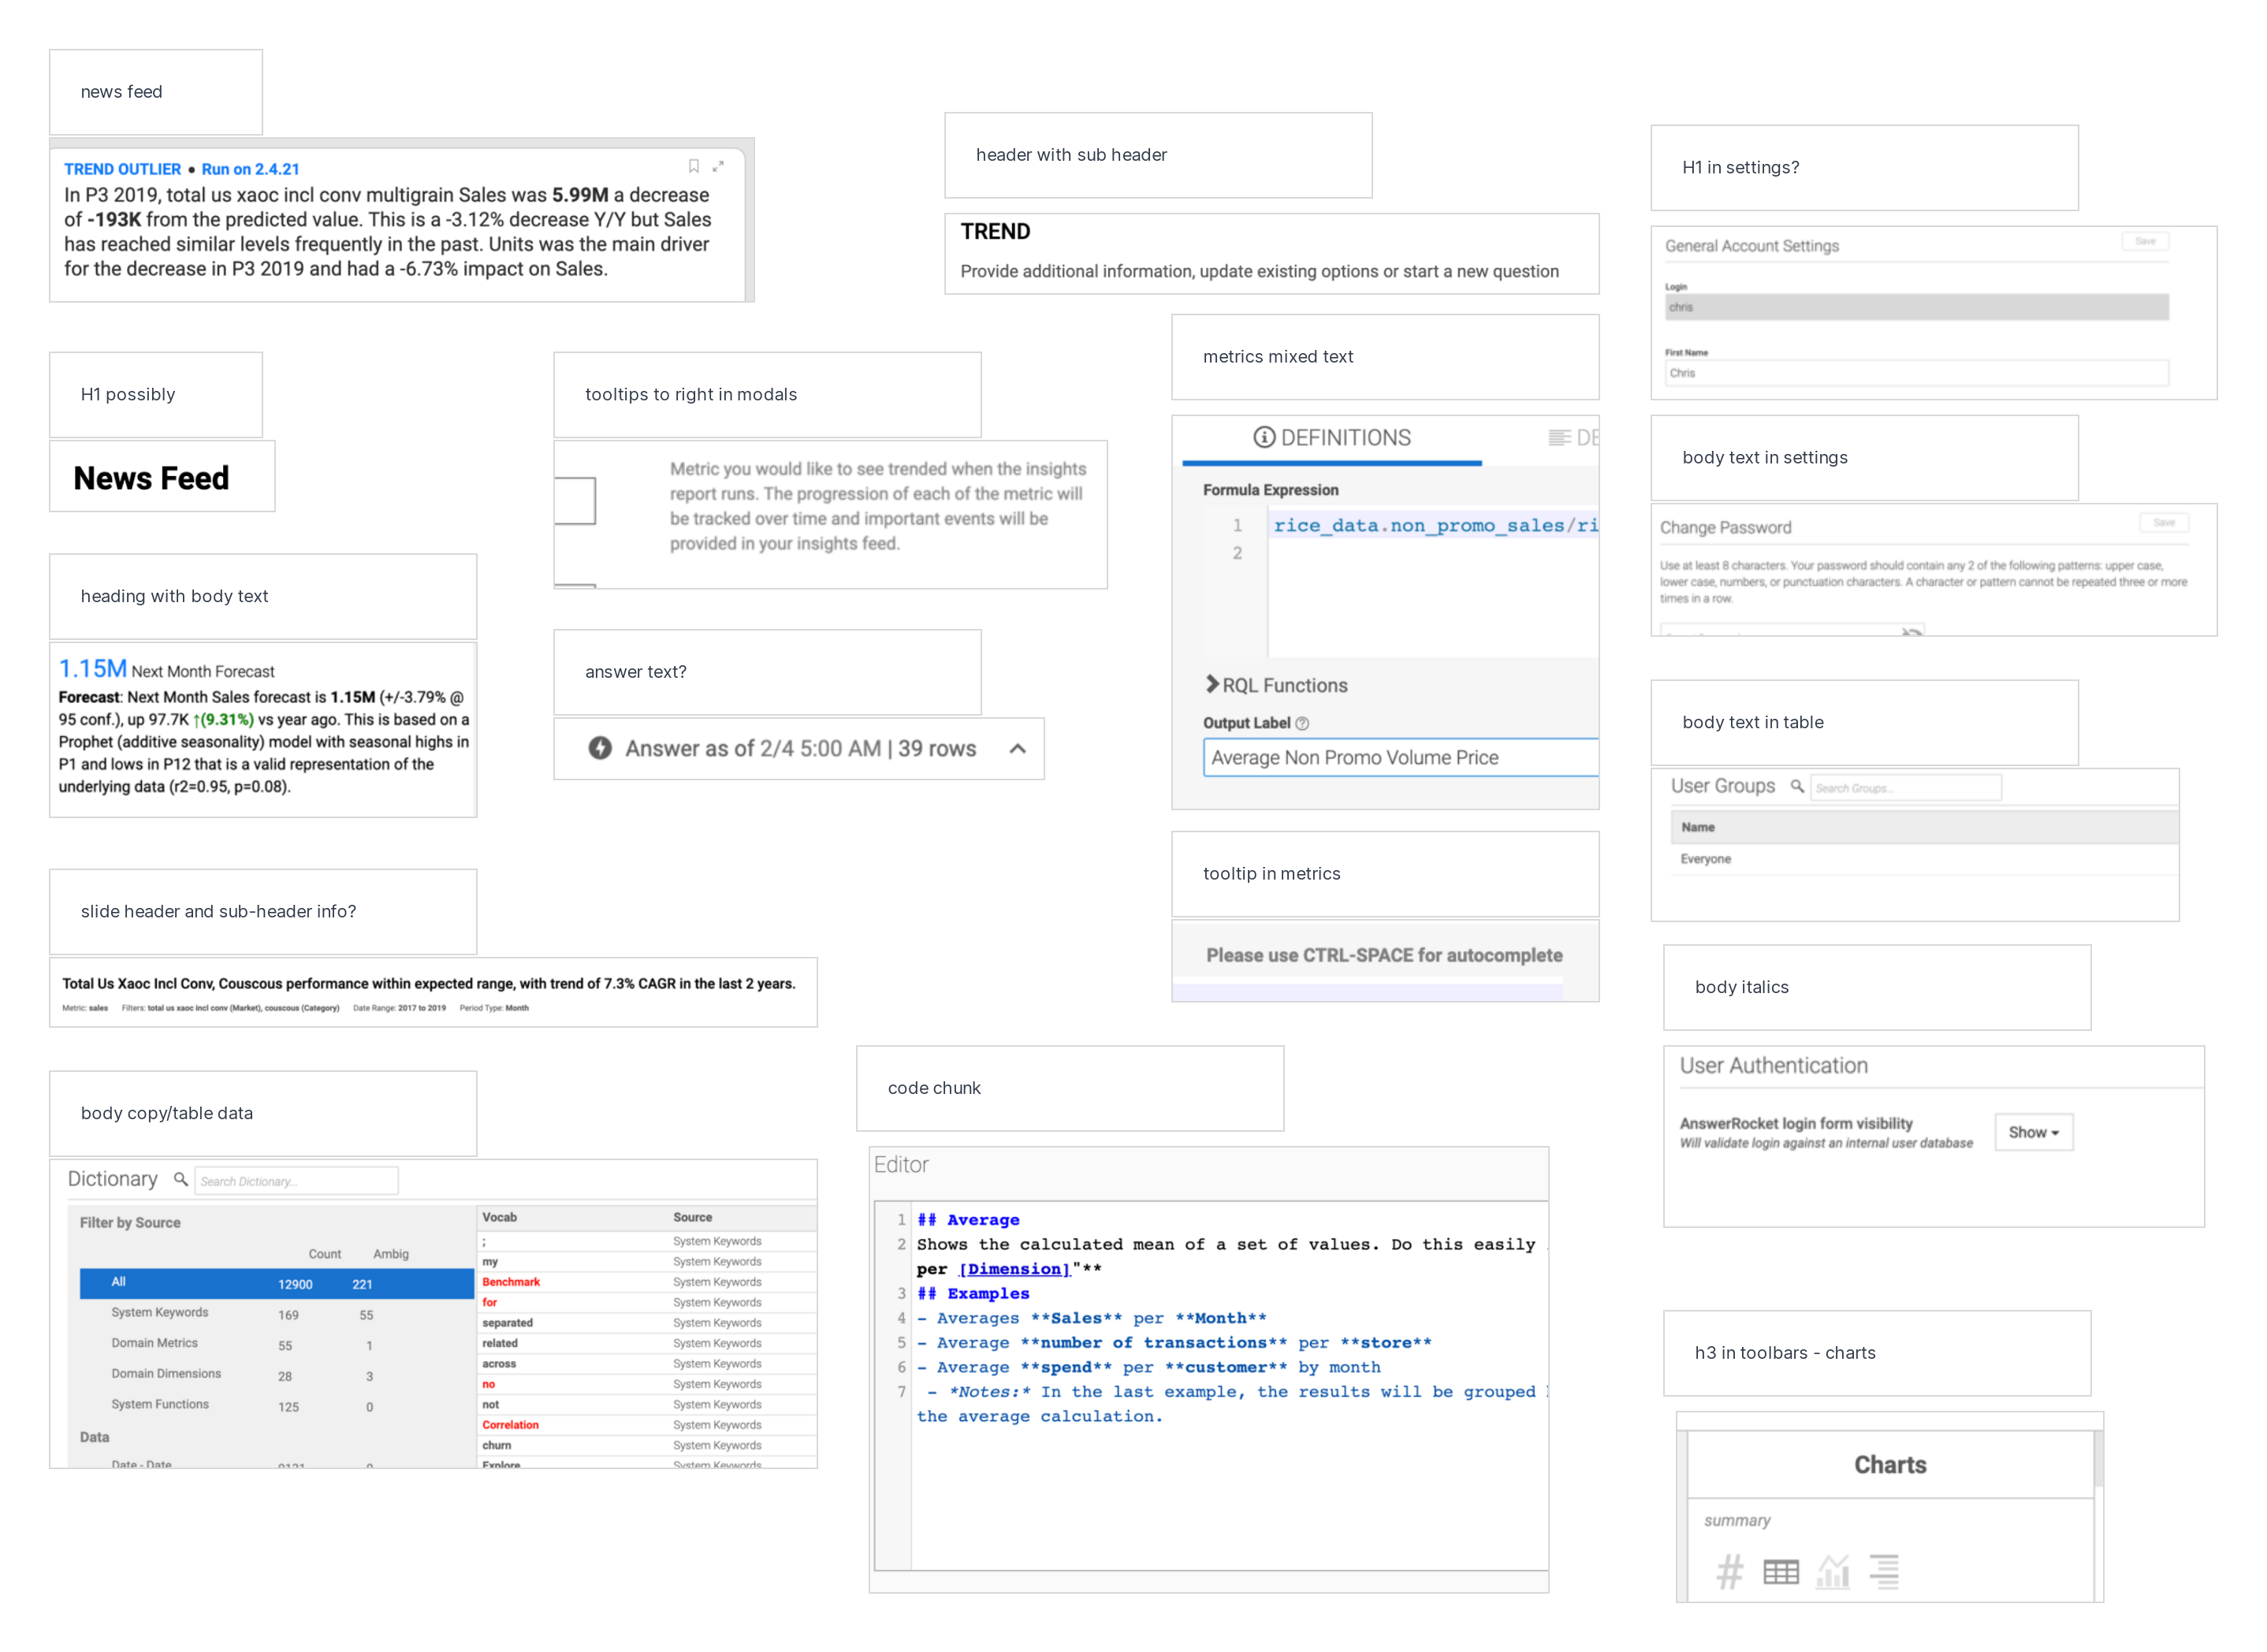 news feed
TREND OUTLIER • Run on 2.4.21
In P3 2019, total us xaoc incl conv multigrain Sales was 5.99M a decrease
of -193K from the predicted value. This is a -3.12% decrease Y/Y but Sales
has reached similar levels frequently in the past. Units was the main driver
for the decrease in P3 2019 and had a -6.73% impact on Sales.
H1 possibly
News Feed
heading with body text
1.15M Next Month Forecast
Forecast: Next Month Sales forecast is 1.15M (+/-3.79% @
95 conf.), up 97.7K ↑(9.31%) vs year ago. This is based on a
Prophet (additive seasonality) model with seasonal highs in
P1 and lows in P12 that is a valid representation of the
underlying data (r2=0.95, p=0.08).
slide header and sub-header info?
Total Us Xaoc Incl Conv, Couscous performance within expected range, with trend of 7.3% CAGR in the last 2 years.
Metric: sales Filters: total us xaoc incl conv (Market), couscous (Category) Date Range: 2017 to 2019 Period Type: Month
body copy/table data
Dictionary Search Dictionary...
Filter by Source
Count Ambig
All 12900 221
System Keywords 169 55
Domain Metrics 55 1
Domain Dimensions 28 3
System Functions 125 0
Data
Date - Date
Vocab Source
; System Keywords
my System Keywords
Benchmark System Keywords
for System Keywords
separated System Keywords
related System Keywords
across System Keywords
no System Keywords
not System Keywords
Correlation System Keywords
churn System Keywords
Explore System Keywords
tooltips to right in modals
Metric you would like to see trended when the insights
report runs. The progression of each of the metric will
be tracked over time and important events will be
provided in your insights feed.
answer text?
Answer as of 2/4 5:00 AM | 39 rows
header with sub header
TREND
Provide additional information, update existing options or start a new question
metrics mixed text
DEFINITIONS DE
Formula Expression
1 rice_data.non_promo_sales/ri
2
RQL Functions
Output Label
Average Non Promo Volume Price
tooltip in metrics
Please use CTRL-SPACE for autocomplete
code chunk
Editor
1 ## Average
2 Shows the calculated mean of a set of values. Do this easily
per [Dimension]"**
3 ## Examples
4 - Averages **Sales** per **Month**
5 - Average **number of transactions** per **store**
6 - Average **spend** per **customer** by month
7 - *Notes:* In the last example, the results will be grouped
the average calculation.
H1 in settings?
General Account Settings Save
Login
chris
First Name
Chris
body text in settings
Change Password Save
Use at least 8 characters. Your password should contain any 2 of the following patterns: upper case,
lower case, numbers, or punctuation characters. A character or pattern cannot be repeated three or more
times in a row.
body text in table
User Groups Search Groups...
Name
Everyone
body italics
User Authentication
AnswerRocket login form visibility
Will validate login against an internal user database
Show
h3 in toolbars - charts
Charts
summary
#